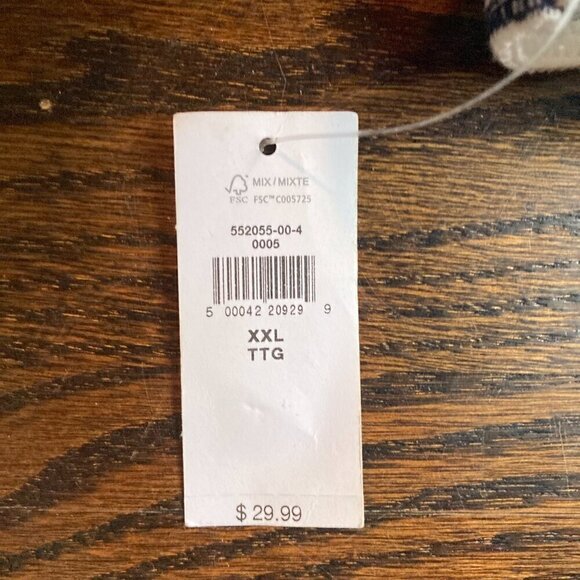 MIX/MIXTE
FSC FSC™ C005725
552055-00-4
0005
5 00042 20929 9
XXL
TTG
$ 29.99